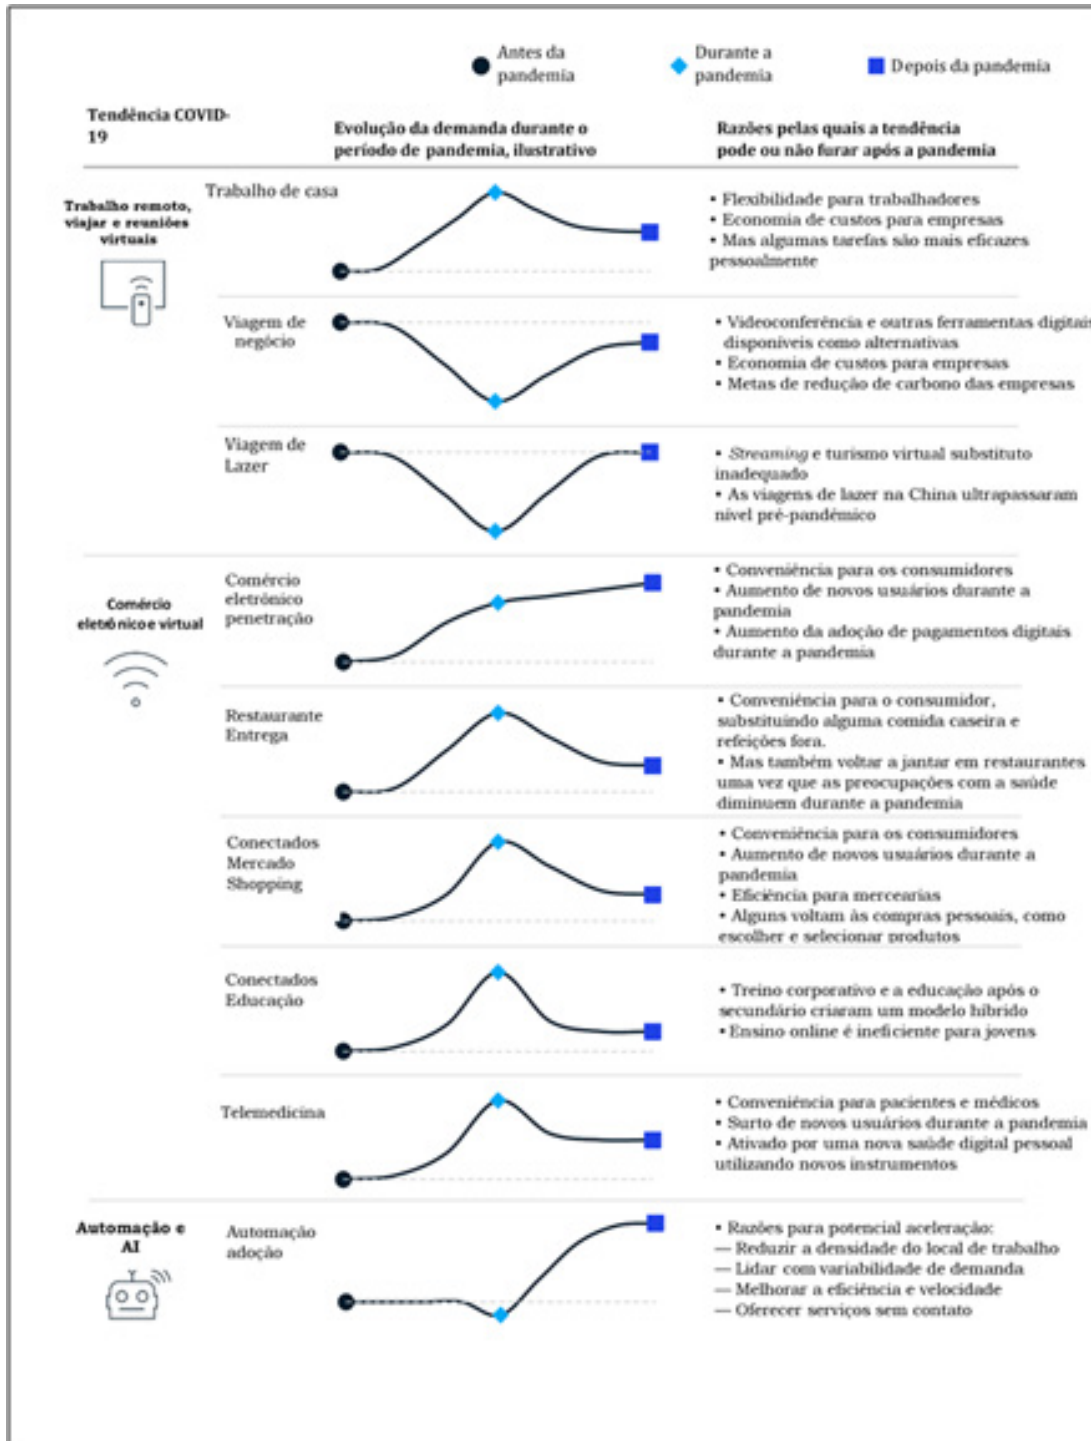 Antes da
pandemia
Durante a
pandemia
Depois da pandemia
Tendência COVID-
19
Evolução da demanda durante o
período de pandemia, ilustrativo
Razões pelas quais a tendência
pode ou não furar após a pandemia
Trabalho remoto,
viajar e reuniões
virtuais
Trabalho de casa
• Flexibilidade para trabalhadores
• Economia de custos para empresas
• Mas algumas tarefas são mais eficazes
pessoalmente
Viagem de
negócio
• Videoconferência e outras ferramentas digitais
disponíveis como alternativas
• Economia de custos para empresas
• Metas de redução de carbono das empresas
Viagem de
Lazer
• Streaming e turismo virtual substituto
inadequado
• As viagens de lazer na China ultrapassaram
nível pré-pandémico
Comércio
eletrônico e virtual
Comércio
eletrônico
penetração
• Conveniência para os consumidores
• Aumento de novos usuários durante a
pandemia
• Aumento da adoção de pagamentos digitais
durante a pandemia
Restaurante
Entrega
• Conveniência para o consumidor,
substituindo alguma comida caseira e
refeições fora.
• Mas também voltar a jantar em restaurantes
uma vez que as preocupações com a saúde
diminuem durante a pandemia
Conectados
Mercado
Shopping
• Conveniência para os consumidores
• Aumento de novos usuários durante a
pandemia
• Eficiência para mercearias
• Alguns voltam às compras pessoais, como
escolher e selecionar produtos
Conectados
Educação
• Treino corporativo e a educação após o
secundário criaram um modelo híbrido
• Ensino online é ineficiente para jovens
Telemedicina
• Conveniência para pacientes e médicos
• Surto de novos usuários durante a pandemia
• Ativado por uma nova saúde digital pessoal
utilizando novos instrumentos
Automação e
AI
Automação
adoção
• Razões para potencial aceleração:
— Reduzir a densidade do local de trabalho
— Lidar com variabilidade de demanda
— Melhorar a eficiência e velocidade
— Oferecer serviços sem contato